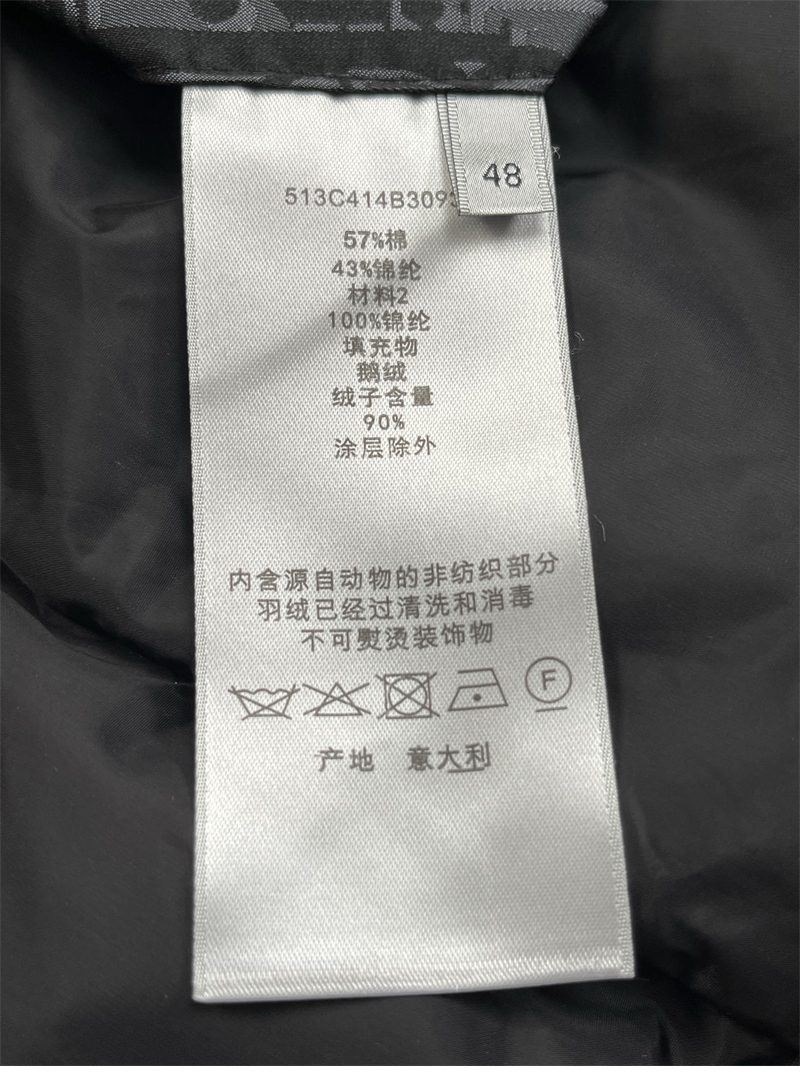 48
513C414B3093
57%棉
43%锦纶
材料2
100%锦纶
填充物
鹅绒
绒子含量
90%
涂层除外
内含源自动物的非纺织部分
羽绒已经过清洗和消毒
不可熨烫装饰物
F
产地 意大利